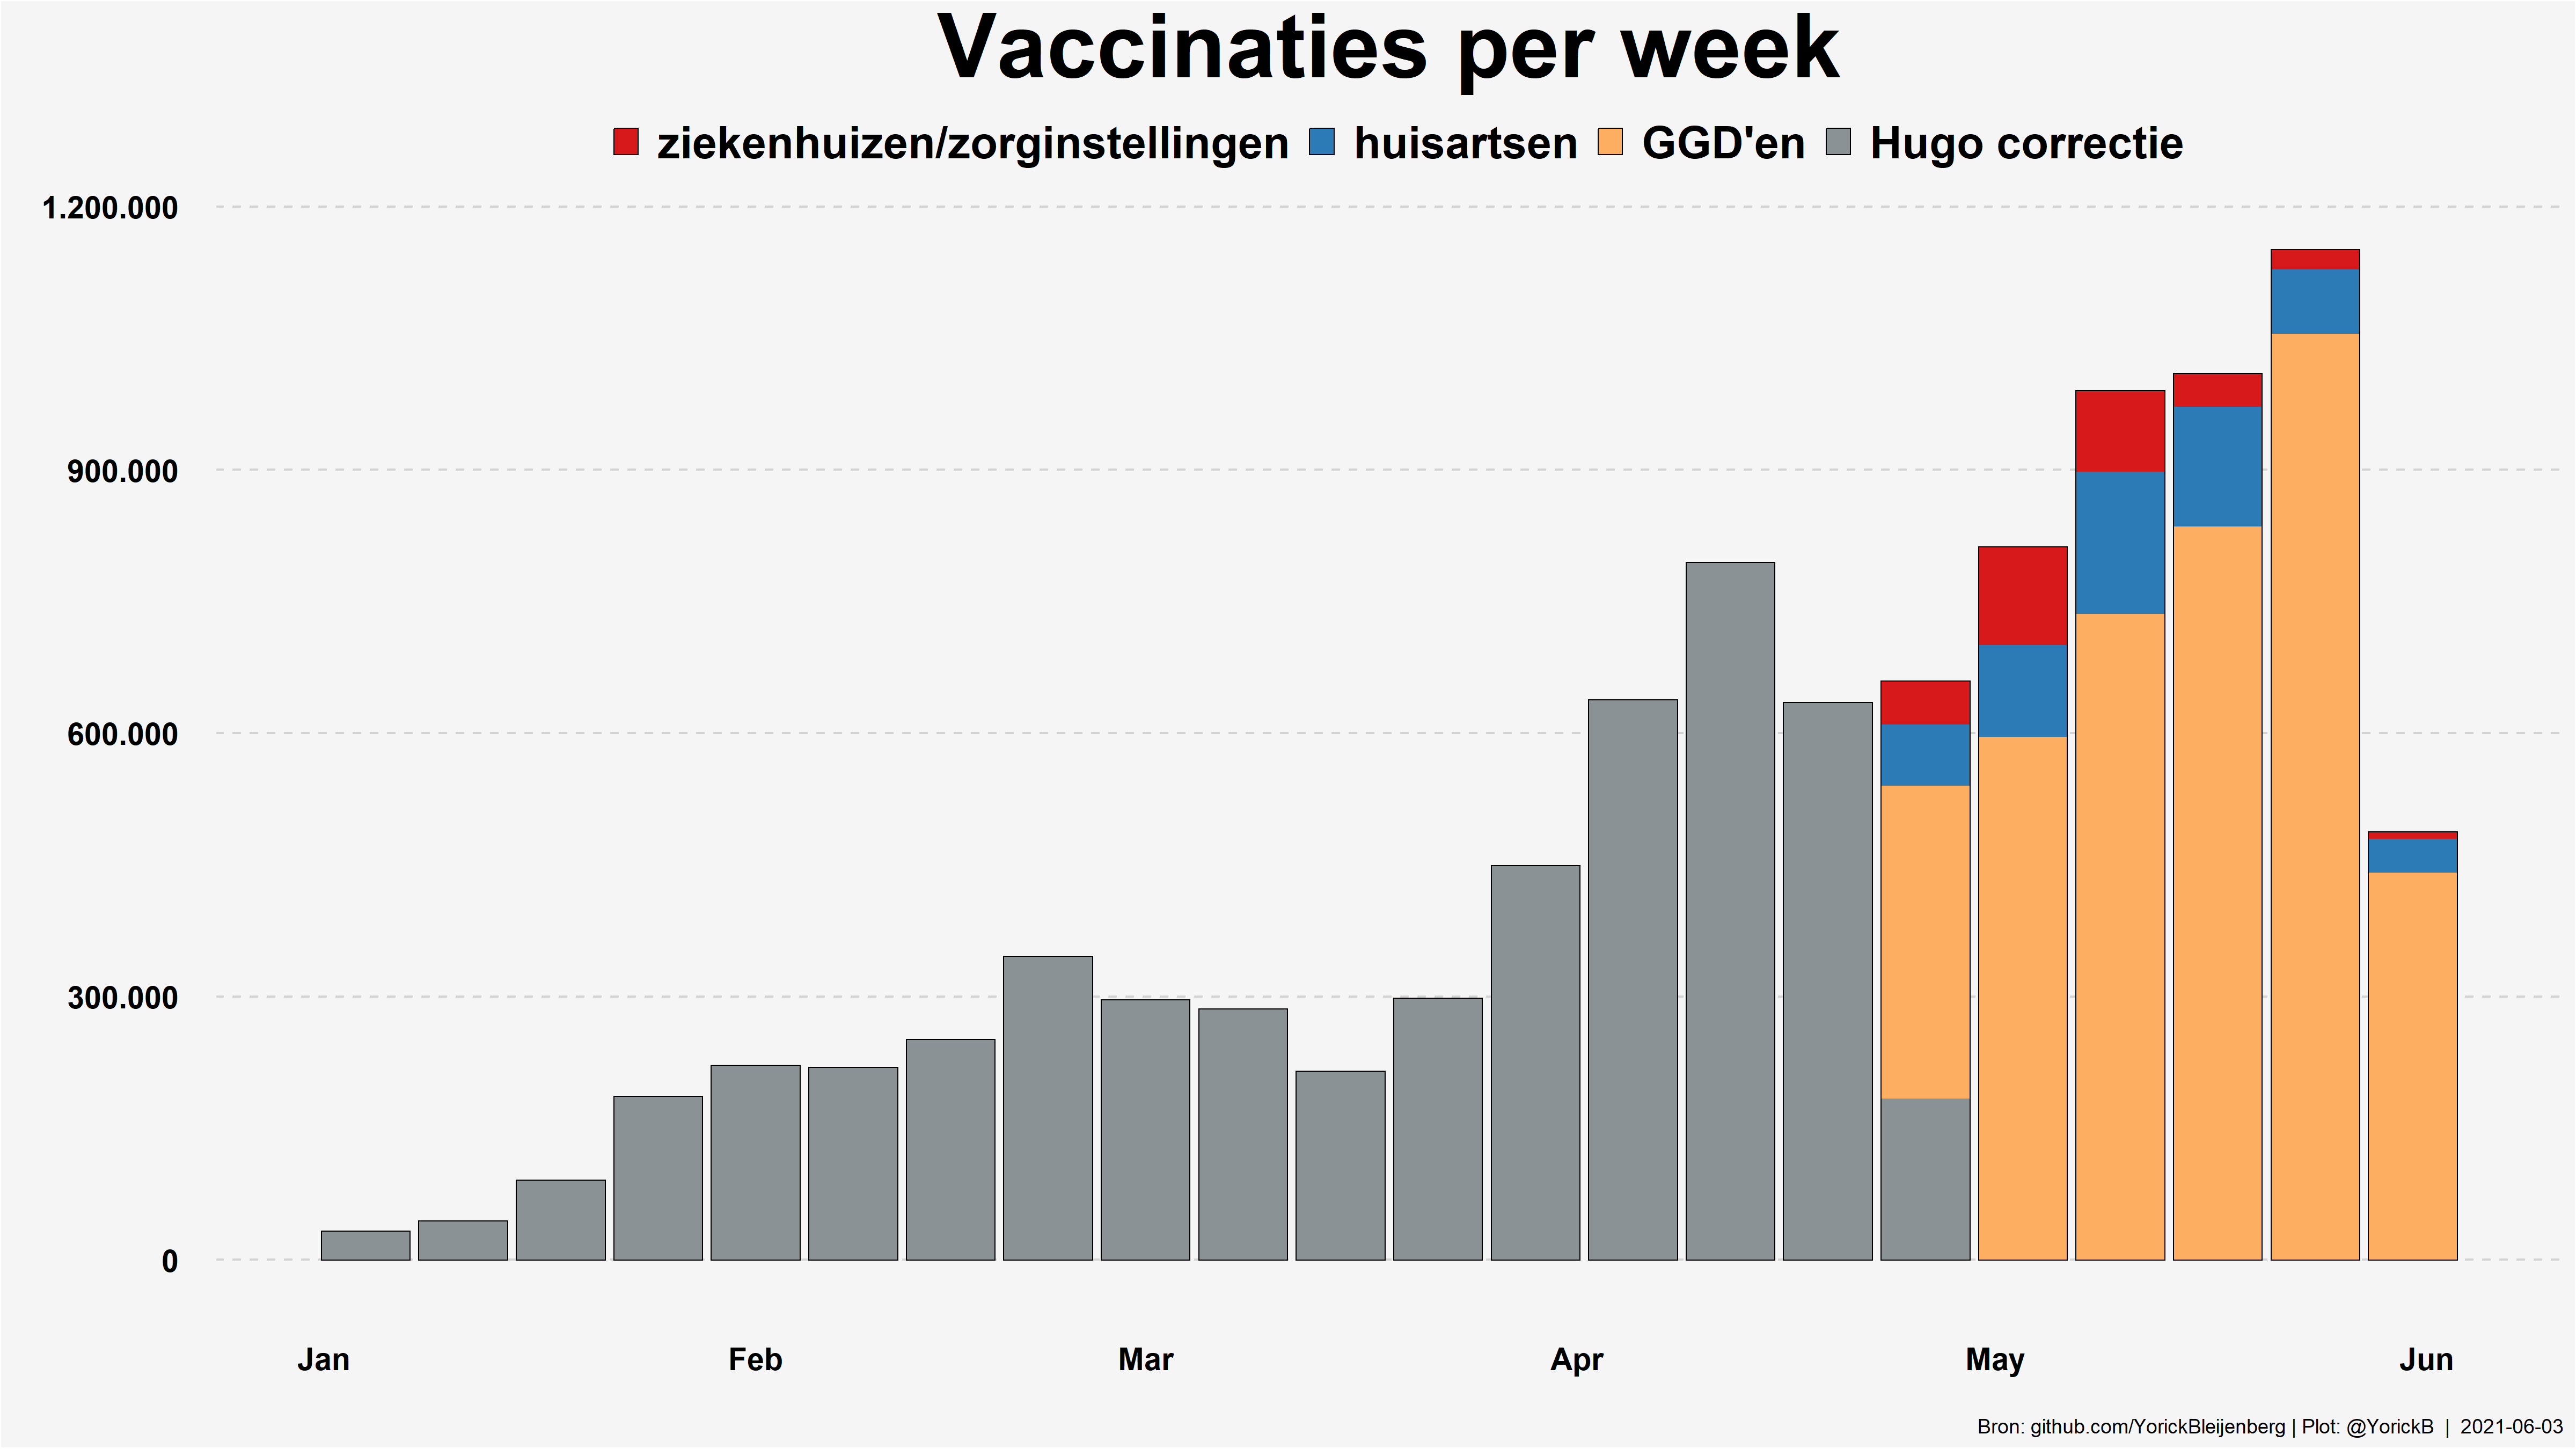 Vaccinaties per week
ziekenhuizen/zorginstellingen huisartsen GGD'en Hugo correctie
1.200.000
900.000
600.000
300.000
0
Jan Feb Mar Apr May Jun
Bron: github.com/YorickBleijenberg | Plot: @YorickB | 2021-06-03